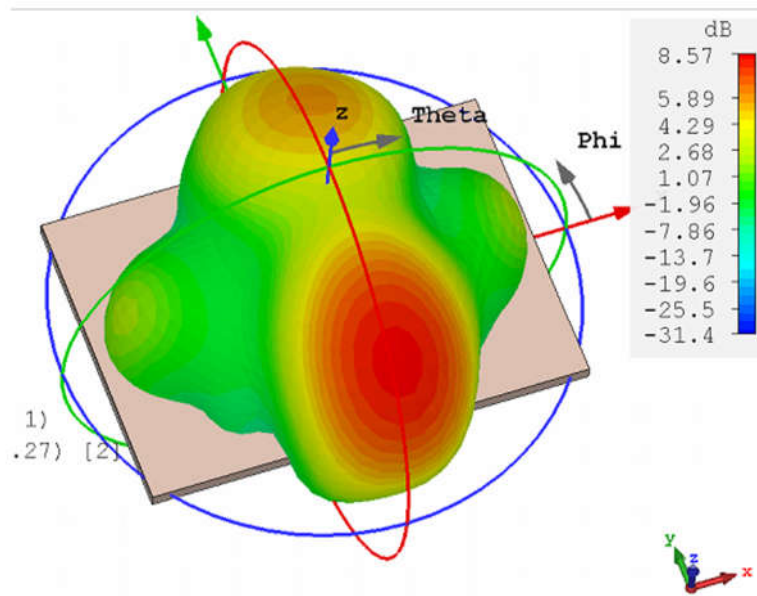 dB
8.57
5.89
4.29
2.68
1.07
-1.96
-7.86
-13.7
-19.6
-25.5
-31.4
z
Theta
Phi
1)
.27) [2]
y
z
x